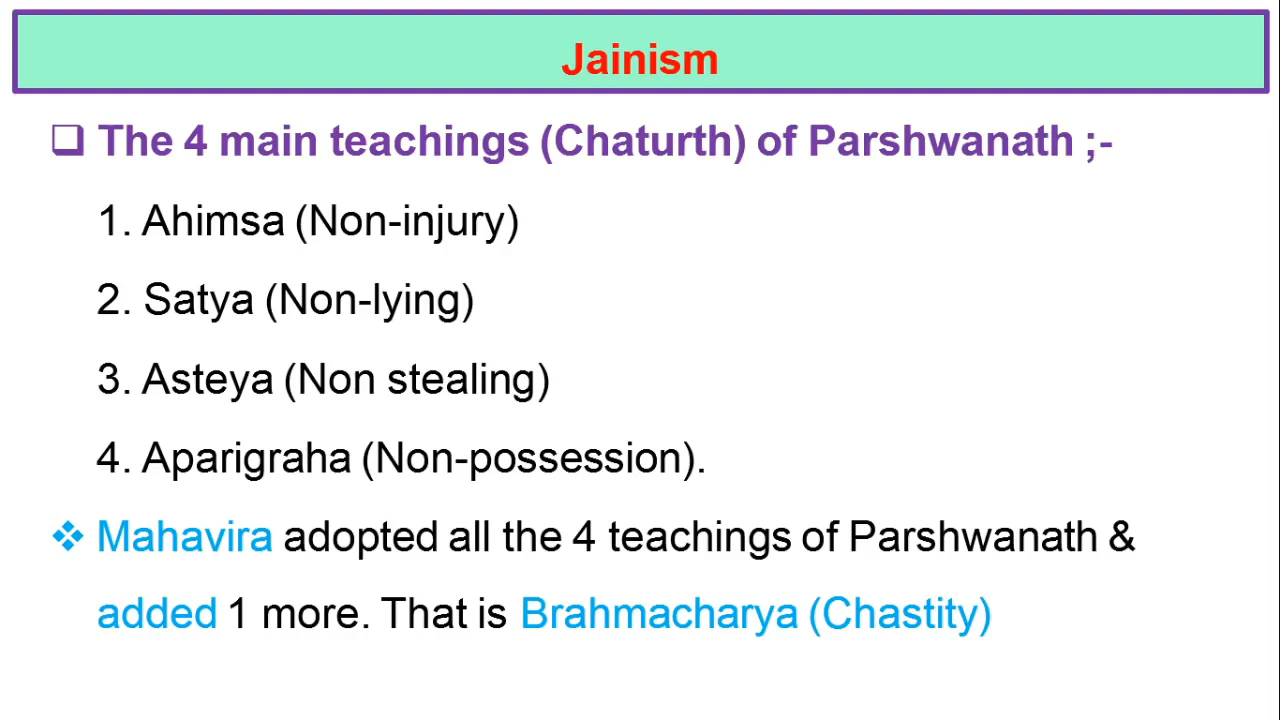 Jainism
❑ The 4 main teachings (Chaturth) of Parshwanath ;-
1. Ahimsa (Non-injury)
2. Satya (Non-lying)
3. Asteya (Non stealing)
4. Aparigraha (Non-possession).
❖ Mahavira adopted all the 4 teachings of Parshwanath &
added 1 more. That is Brahmacharya (Chastity)